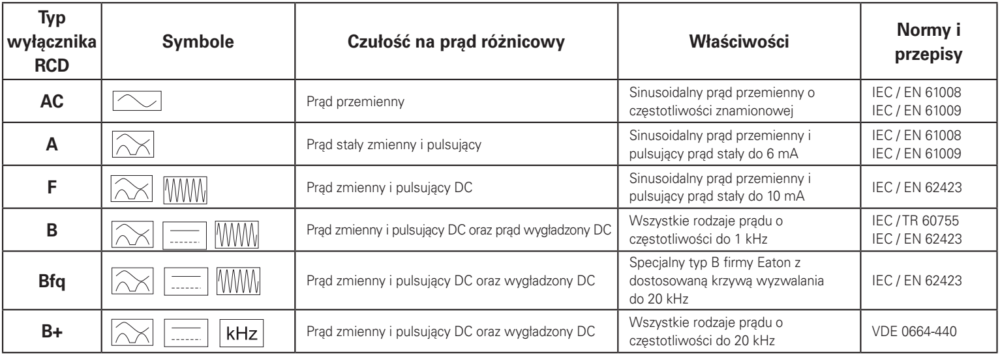 Typ
wyłącznika
RCD
Symbole
Czułość na prąd różnicowy
Właściwości
Normy i
przepisy
AC
Prąd przemienny
Sinusoidalny prąd przemienny o
częstotliwości znamionowej
IEC / EN 61008
IEC / EN 61009
A
Prąd stały zmienny i pulsujący
Sinusoidalny prąd przemienny i
pulsujący prąd stały do 6 mA
IEC / EN 61008
IEC / EN 61009
F
Prąd zmienny i pulsujący DC
Sinusoidalny prąd przemienny i
pulsujący prąd stały do 10 mA
IEC / EN 62423
B
Prąd zmienny i pulsujący DC oraz prąd wygładzony DC
Wszystkie rodzaje prądu o
częstotliwości do 1 kHz
IEC / TR 60755
IEC / EN 62423
Bfq
Prąd zmienny i pulsujący DC oraz wygładzony DC
Specjalny typ B firmy Eaton z
dostosowaną krzywą wyzwalania
do 20 kHz
IEC / EN 62423
B+
kHz
Prąd zmienny i pulsujący DC oraz wygładzony DC
Wszystkie rodzaje prądu o
częstotliwości do 20 kHz
VDE 0664-440